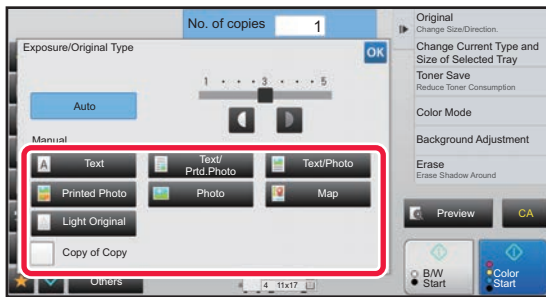 No. of copies 1
Exposure/Original Type
OK
1 · · · 3 · · · 5
Auto
Manual
A Text
Text/
Prtd.Photo
Text/Photo
Printed Photo
Photo
Map
Light Original
Copy of Copy
Others
4 11x17
Original
Change Size/Direction.
Change Current Type and
Size of Selected Tray
Toner Save
Reduce Toner Consumption
Color Mode
Background Adjustment
Erase
Erase Shadow Around
Preview
CA
B/W
Start
Color
Start